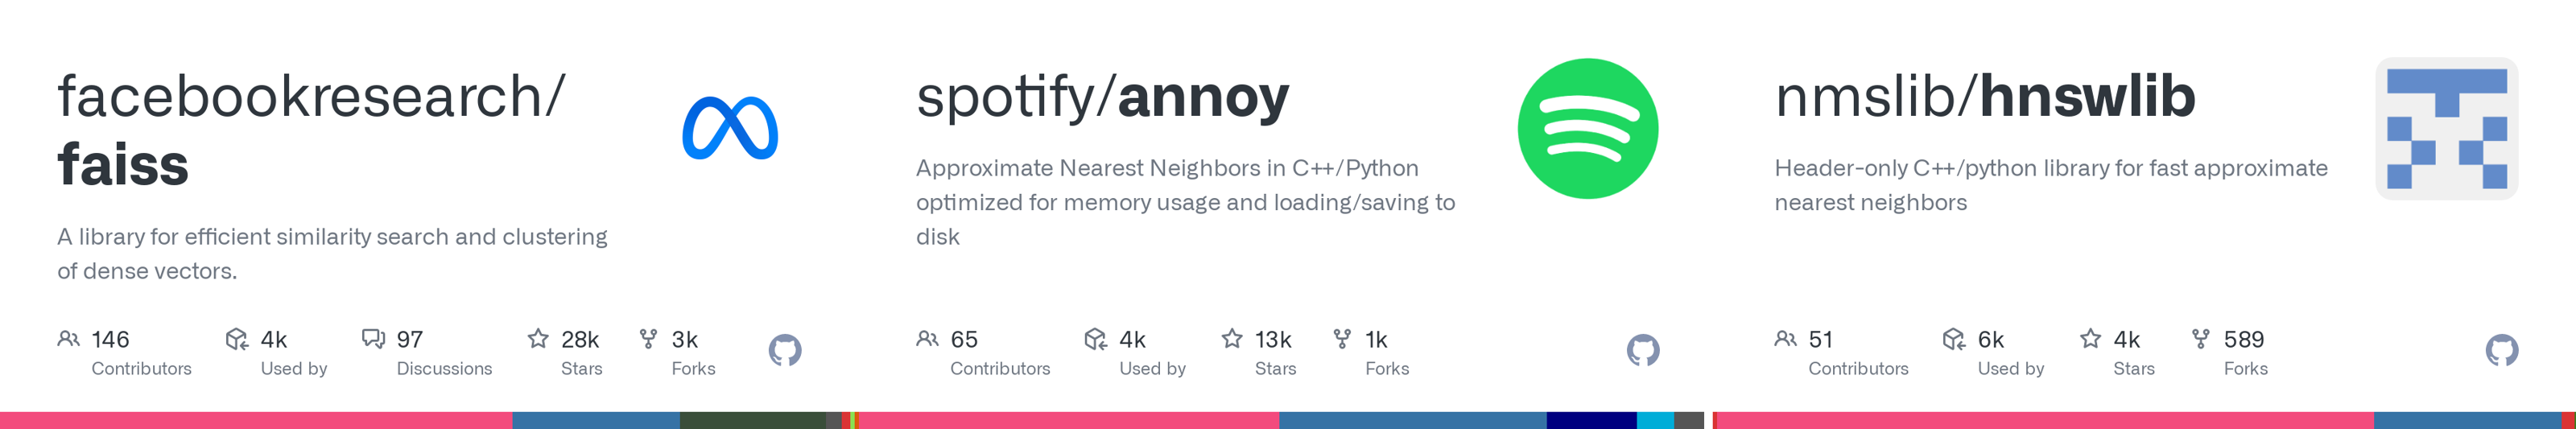 facebookresearch/
faiss
A library for efficient similarity search and clustering
of dense vectors.
146
Contributors
4k
Used by
97
Discussions
28k
Stars
3k
Forks
spotify/annoy
Approximate Nearest Neighbors in C++/Python
optimized for memory usage and loading/saving to
disk
65
Contributors
4k
Used by
13k
Stars
1k
Forks
nmslib/hnswlib
Header-only C++/python library for fast approximate
nearest neighbors
51
Contributors
6k
Used by
4k
Stars
589
Forks